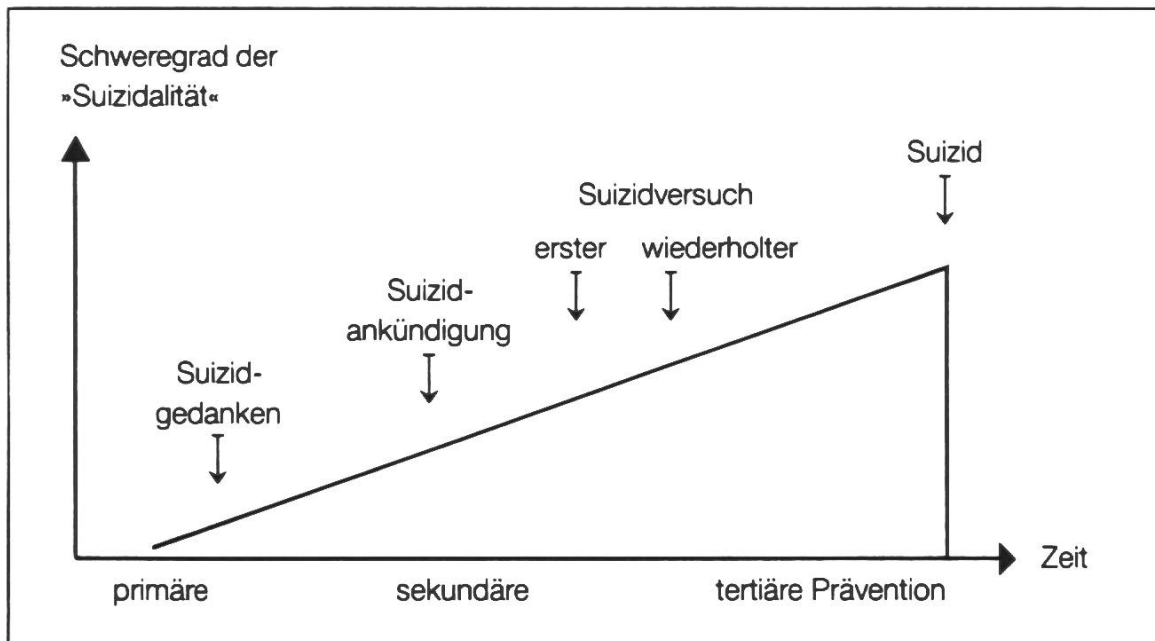 Schweregrad der
»Suizidalität«
Suizid
Suizidversuch
erster wiederholter
Suizid-
ankündigung
Suizid-
gedanken
Zeit
primäre sekundäre tertiäre Prävention